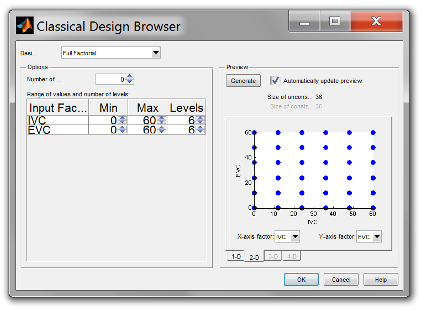 Classical Design Browser
Desi... Full Factorial
Options
Number of ... 0
Range of values and number of levels
Input Fac... Min Max Levels
IVC 0 60 6
EVC 0 60 6
Preview
Generate Automatically update preview
Size of uncons... 36
Size of constr... 36
60
50
40
30
20
10
0
EVC
0 10 20 30 40 50 60
IVC
X-axis factor: IVC Y-axis factor: EVC
1-D 2-D 3-D 4-D
OK Cancel Help